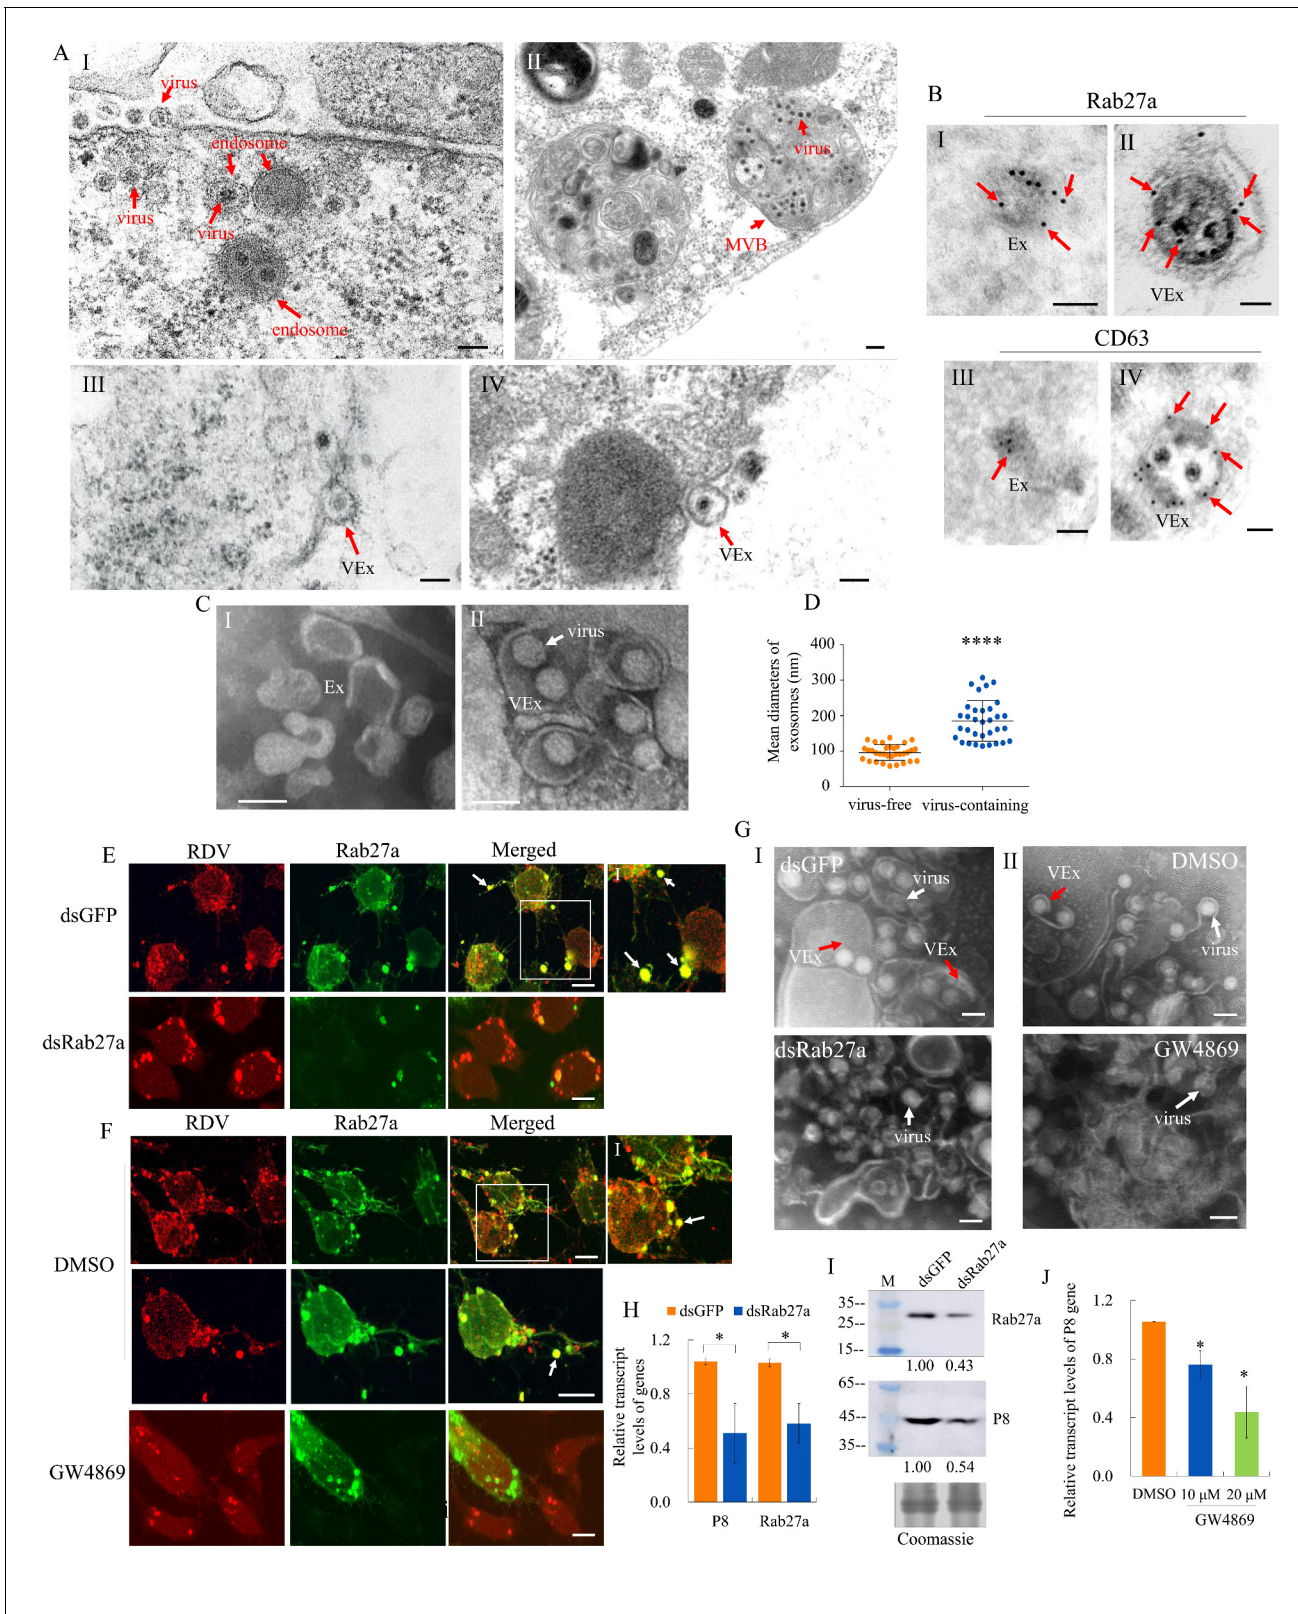 A
I
virus
endosome
virus
virus
endosome
II
virus
MVB
III
VEx
IV
VEx
B
Rab27a
I
Ex
II
VEx
CD63
III
Ex
IV
VEx
C
I
Ex
II
virus
VEx
D
****
Mean diameters of
exosomes (nm)
400
300
200
100
0
virus-free
virus-containing
E
RDV
Rab27a
Merged
dsGFP
I
dsRab27a
F
RDV
Rab27a
Merged
DMSO
I
GW4869
G
I
dsGFP
virus
VEx
VEx
II
DMSO
VEx
virus
dsRab27a
virus
GW4869
virus
H
dsGFP
dsRab27a
Relative transcript
levels of genes
1.2
1.0
0.4
0.0
*
*
P8
Rab27a
I
M
dsGFP
dsRab27a
35--
25--
15--
Rab27a
1.00
0.43
65--
45--
35--
P8
1.00
0.54
Coomassie
J
Relative transcript levels of P8 gene
1.2
0.8
0.4
0.0
*
*
DMSO
10 μM
20 μM
GW4869